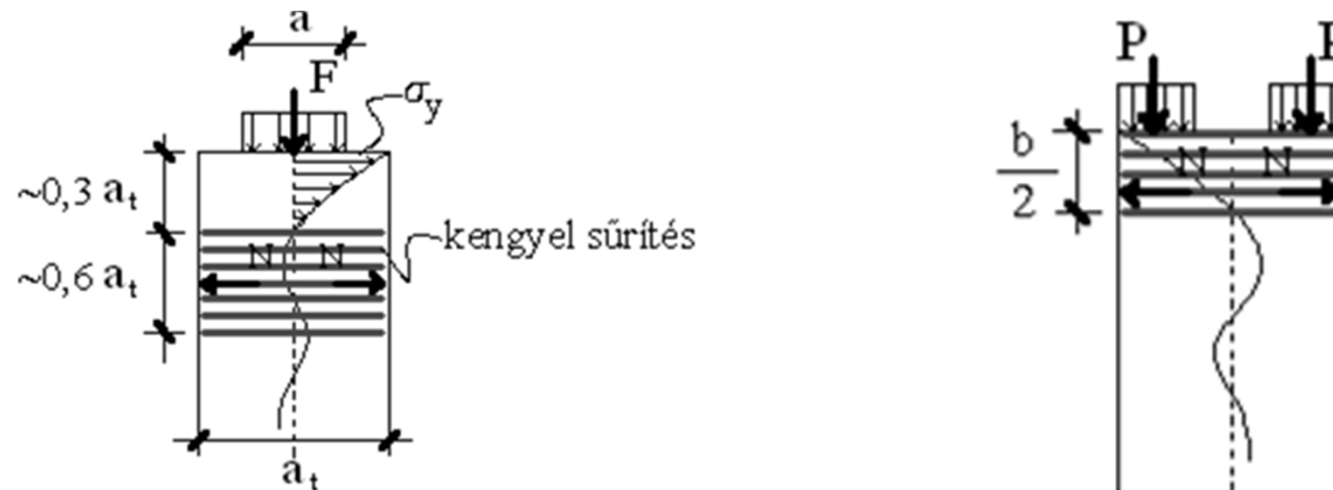 a
F
σy
~0,3 at
N N
kengyel sűrítés
~0,6 at
at
P
b
2
N N